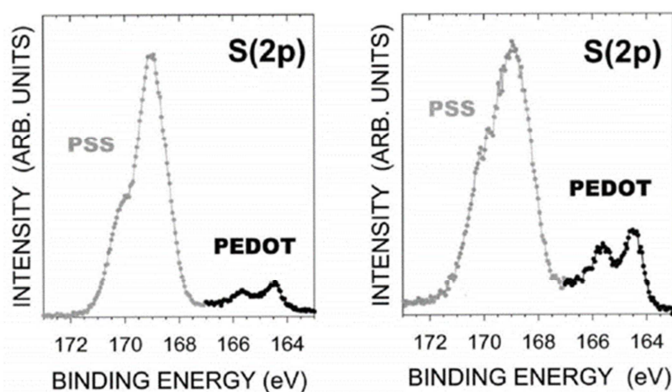 S(2p)
PSS
PEDOT
INTENSITY (ARB. UNITS)
172 170 168 166 164
BINDING ENERGY (eV)
S(2p)
PSS
PEDOT
INTENSITY (ARB. UNITS)
172 170 168 166 164
BINDING ENERGY (eV)